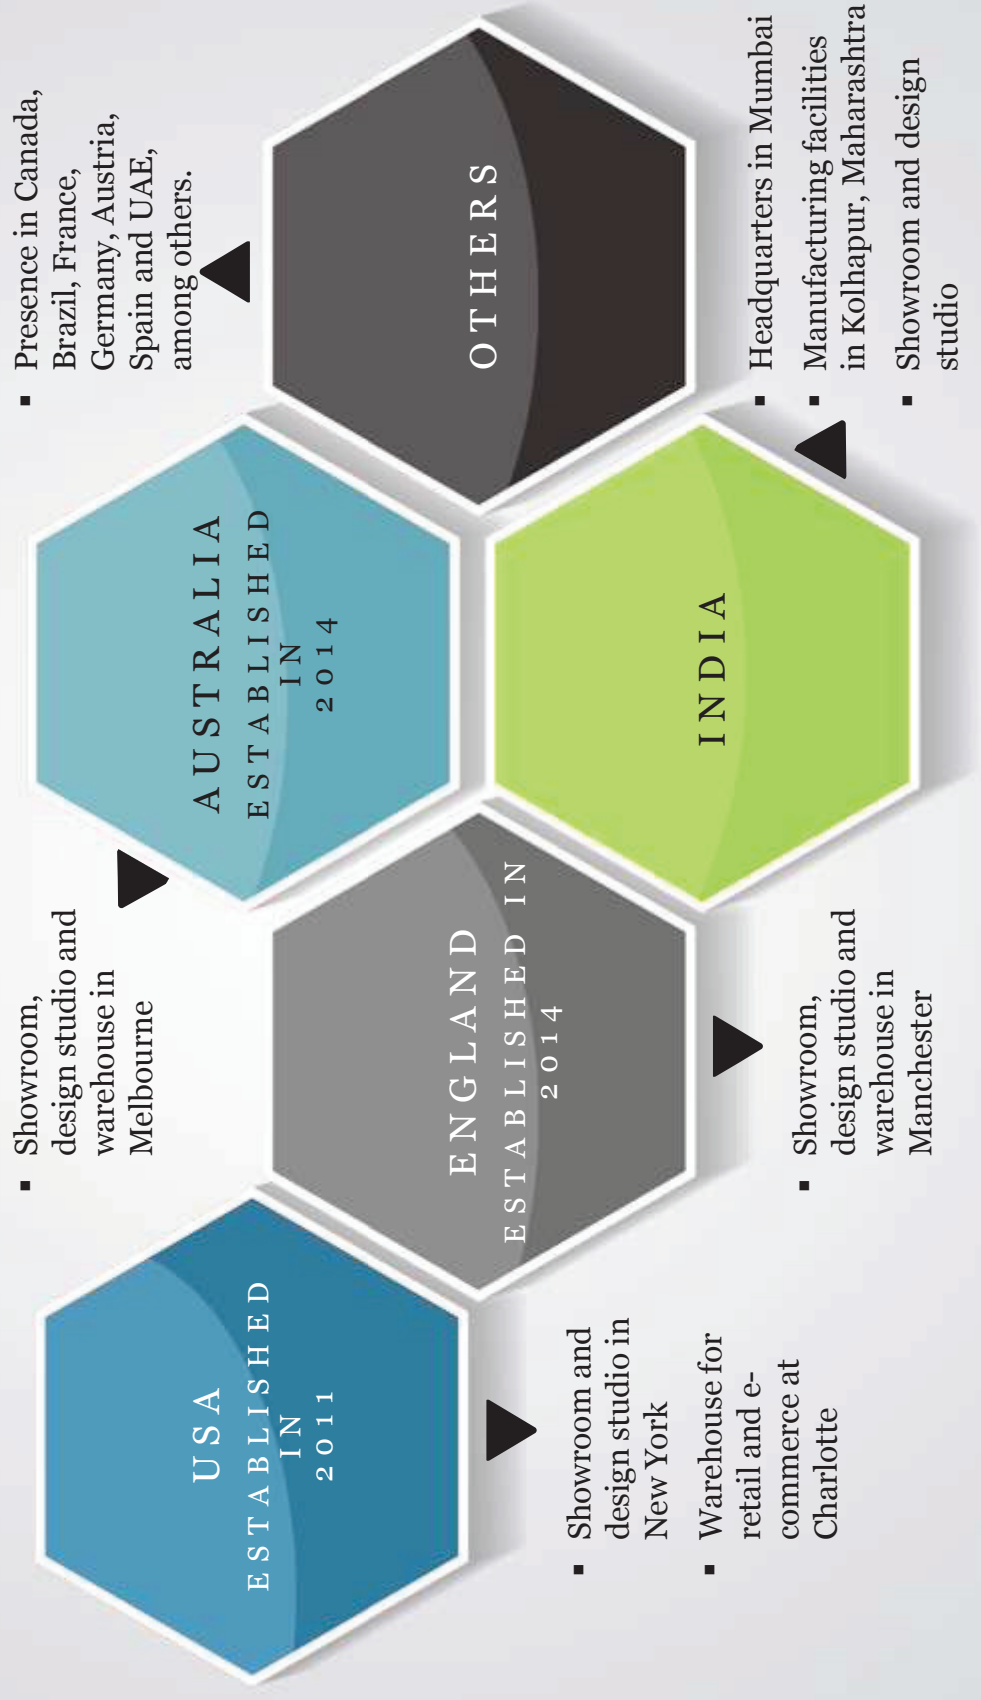 USA
ESTABLISHED
IN
2011
▪ Showroom and
design studio in
New York
▪ Warehouse for
retail and e-
commerce at
Charlotte
ENGLAND
ESTABLISHED IN
2014
▪ Showroom,
design studio and
warehouse in
Manchester
▪ Showroom,
design studio and
warehouse in
Melbourne
AUSTRALIA
ESTABLISHED
IN
2014
INDIA
▪ Headquarters in Mumbai
▪ Manufacturing facilities
in Kolhapur, Maharashtra
▪ Showroom and design
studio
▪ Presence in Canada,
Brazil, France,
Germany, Austria,
Spain and UAE,
among others.
OTHERS